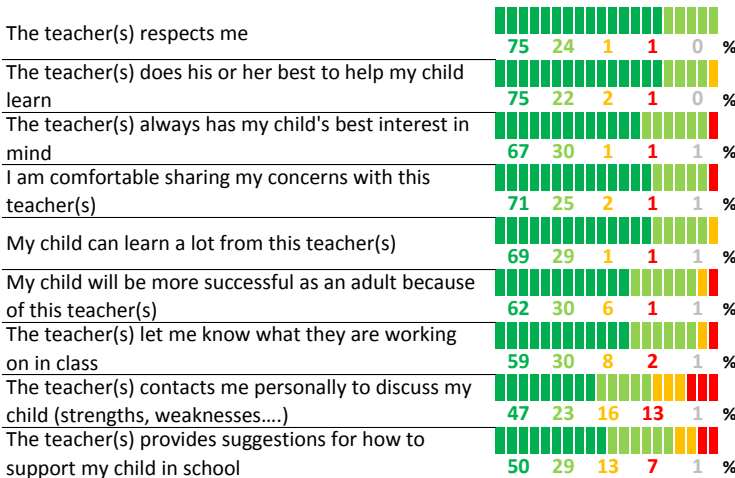 The teacher(s) respects me
75 24 1 1 0 %
The teacher(s) does his or her best to help my child
learn
75 22 2 1 0 %
The teacher(s) always has my child's best interest in
mind
67 30 1 1 1 %
I am comfortable sharing my concerns with this
teacher(s)
71 25 2 1 1 %
My child can learn a lot from this teacher(s)
69 29 1 1 1 %
My child will be more successful as an adult because
of this teacher(s)
62 30 6 1 1 %
The teacher(s) let me know what they are working
on in class
59 30 8 2 1 %
The teacher(s) contacts me personally to discuss my
child (strengths, weaknesses....)
47 23 16 13 1 %
The teacher(s) provides suggestions for how to
support my child in school
50 29 13 7 1 %